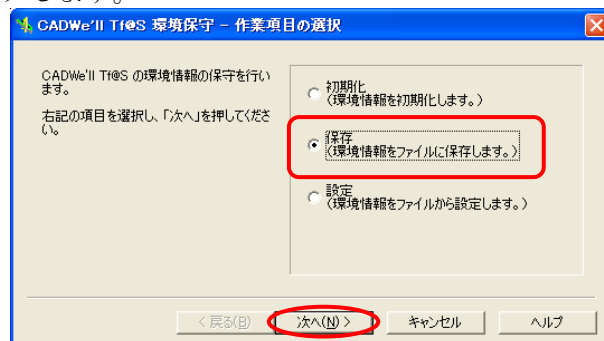 します。
CADWe'll Tf@S 環境保守 - 作業項目の選択
CADWe'll Tf@S の環境情報の保守を行い
ます。
右記の項目を選択し、「次へ」を押してくださ
い。
初期化
（環境情報を初期化します。）
保存
（環境情報をファイルに保存します。）
設定
（環境情報をファイルから設定します。）
< 戻る(B)
次へ(N) >
キャンセル
ヘルプ